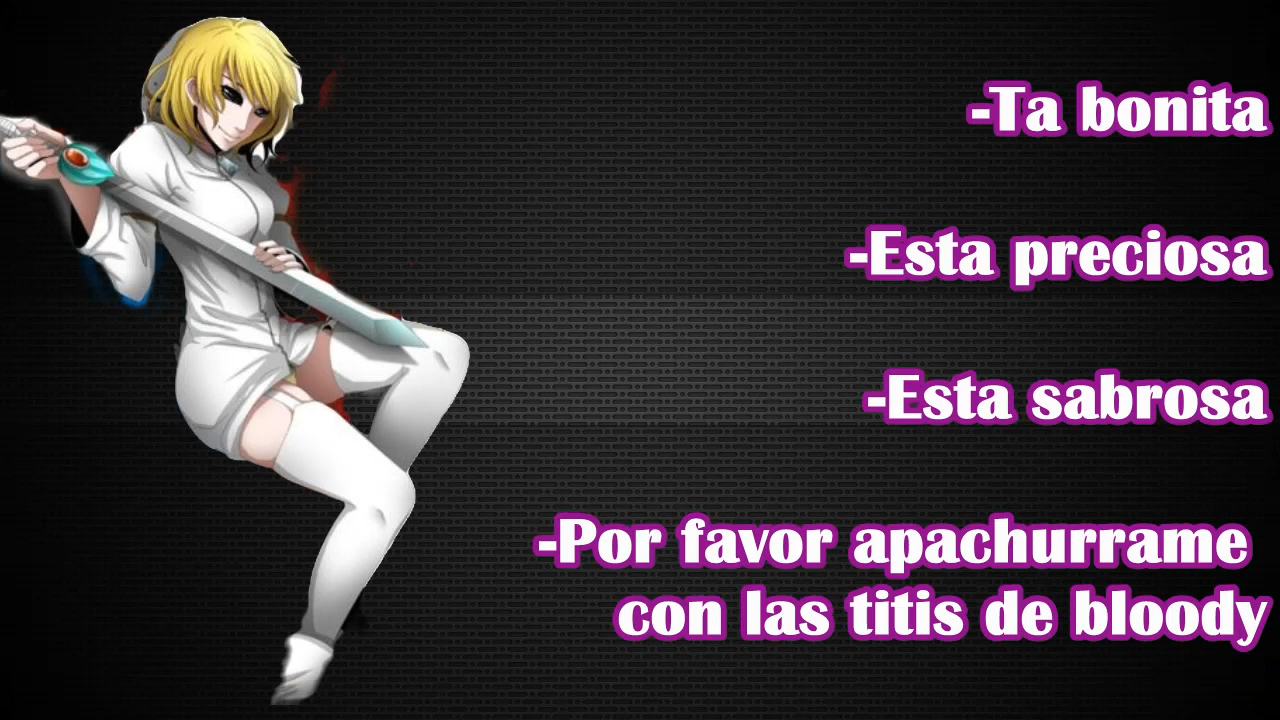 -Ta bonita
-Esta preciosa
-Esta sabrosa
-Por favor apachurrame
con las titis de bloody